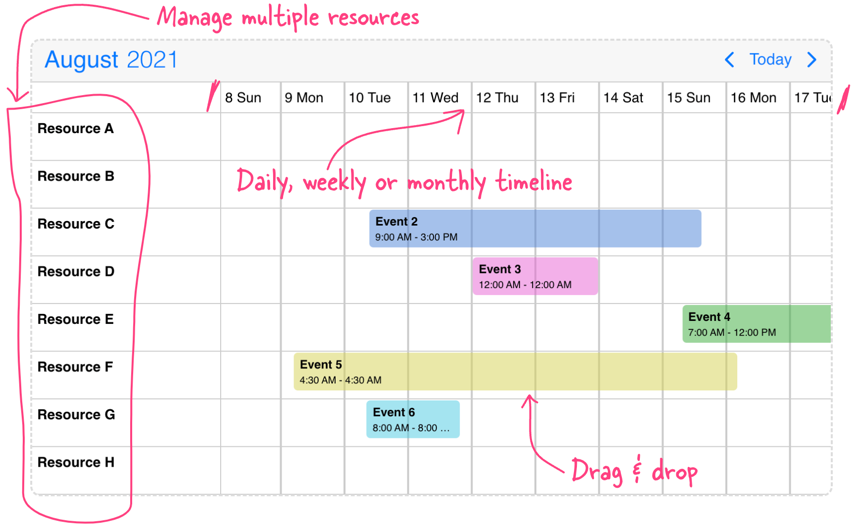 Manage multiple resources
August 2021
Today
8 Sun 9 Mon 10 Tue 11 Wed 12 Thu 13 Fri 14 Sat 15 Sun 16 Mon 17 Tu
Resource A
Daily, weekly or monthly timeline
Resource B
Resource C
Event 2
9:00 AM - 3:00 PM
Resource D
Event 3
12:00 AM - 12:00 AM
Resource E
Event 4
7:00 AM - 12:00 PM
Resource F
Event 5
4:30 AM - 4:30 AM
Resource G
Event 6
8:00 AM - 8:00 ...
Resource H
Drag & drop